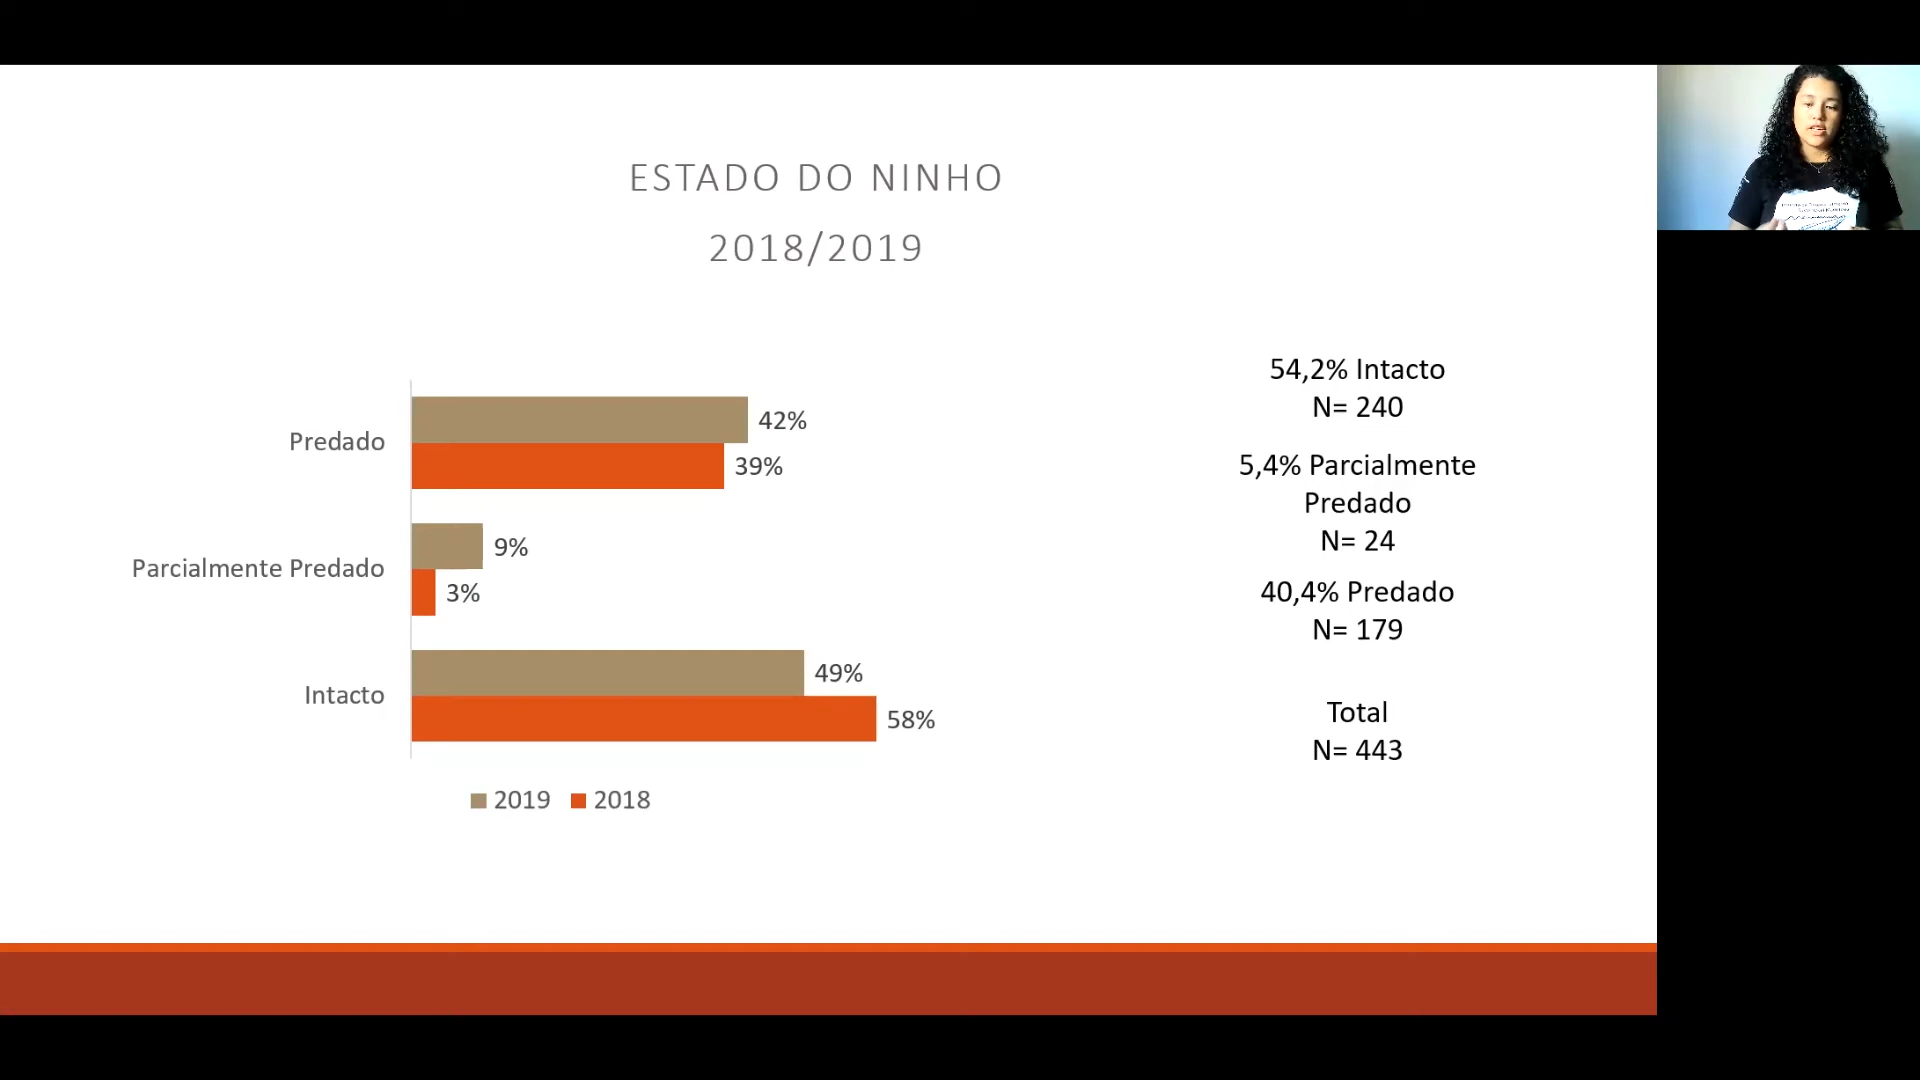 ESTADO DO NINHO
2018/2019
Predado
42%
39%
Parcialmente Predado
9%
3%
Intacto
49%
58%
2019
2018
54,2% Intacto
N= 240
5,4% Parcialmente
Predado
N= 24
40,4% Predado
N= 179
Total
N= 443